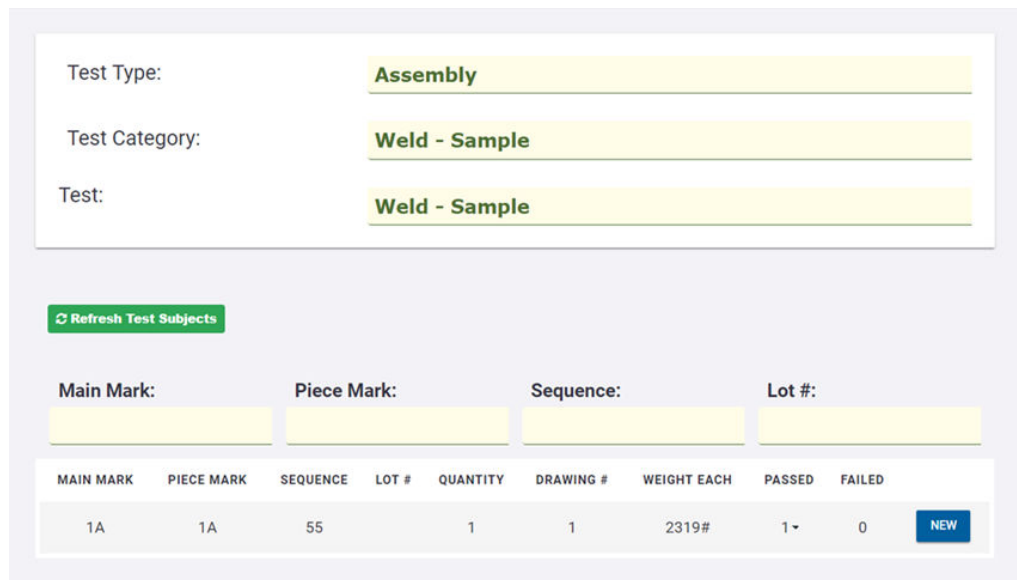 Test Type: Assembly
Test Category: Weld - Sample
Test: Weld - Sample
Refresh Test Subjects
Main Mark: Piece Mark: Sequence: Lot #:
MAIN MARK PIECE MARK SEQUENCE LOT # QUANTITY DRAWING # WEIGHT EACH PASSED FAILED
1A 1A 55 1 1 2319# 1 0 NEW